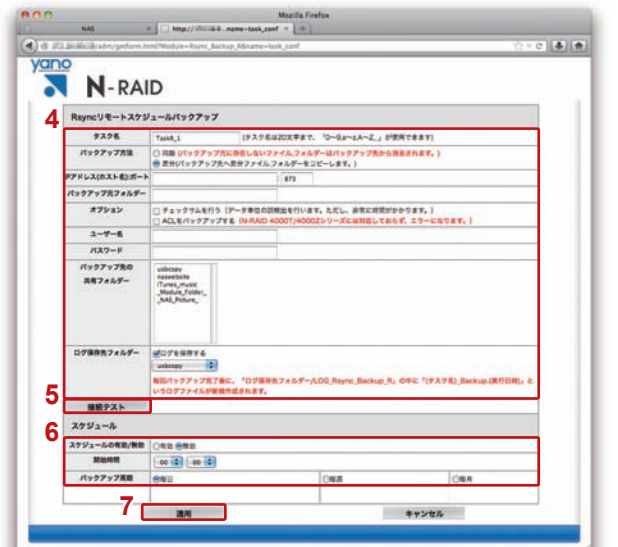 Mozilla Firefox
NAS
http:// .name=task_conf
/adm/getform.html?Module=Rsync_Backup_R&name=task_conf
yano
N-RAID
4
Rsyncリモートスケジュールバックアップ
タスク名 TaskR_1 (タスク名は20文字まで、「0~9,a~z,A~Z,_」が使用できます)
バックアップ方法 同期 (バックアップ元に存在しないファイル,フォルダーはバックアップ先から消去されます。)
差分(バックアップ先へ差分ファイル,フォルダーをコピーします。)
IPアドレス(ホスト名):ポート : 873
バックアップ元フォルダー
オプション チェックサムを行う (データ単位の誤検出を行います。ただし、非常に時間がかかります。)
ACLをバックアップする (N-RAID 4000T/4000Zシリーズには対応しておらず、エラーになります。)
ユーザー名
パスワード
バックアップ先の
共有フォルダー
usbcopy
naswebsite
iTunes_music
_Module_Folder_
_NAS_Picture_
ログ保存先フォルダー ログを保存する
usbcopy
毎回バックアップ完了後に、「ログ保存先フォルダー/LOG_Rsync_Backup_R」の中に「(タスク名)_Backup.(実行日時)」と
いうログファイルが新規作成されます。
5
接続テスト
6
スケジュール
スケジュールの有効/無効 有効 無効
開始時間 00 : 00
バックアップ周期 毎日 毎週 毎月
7
適用 キャンセル